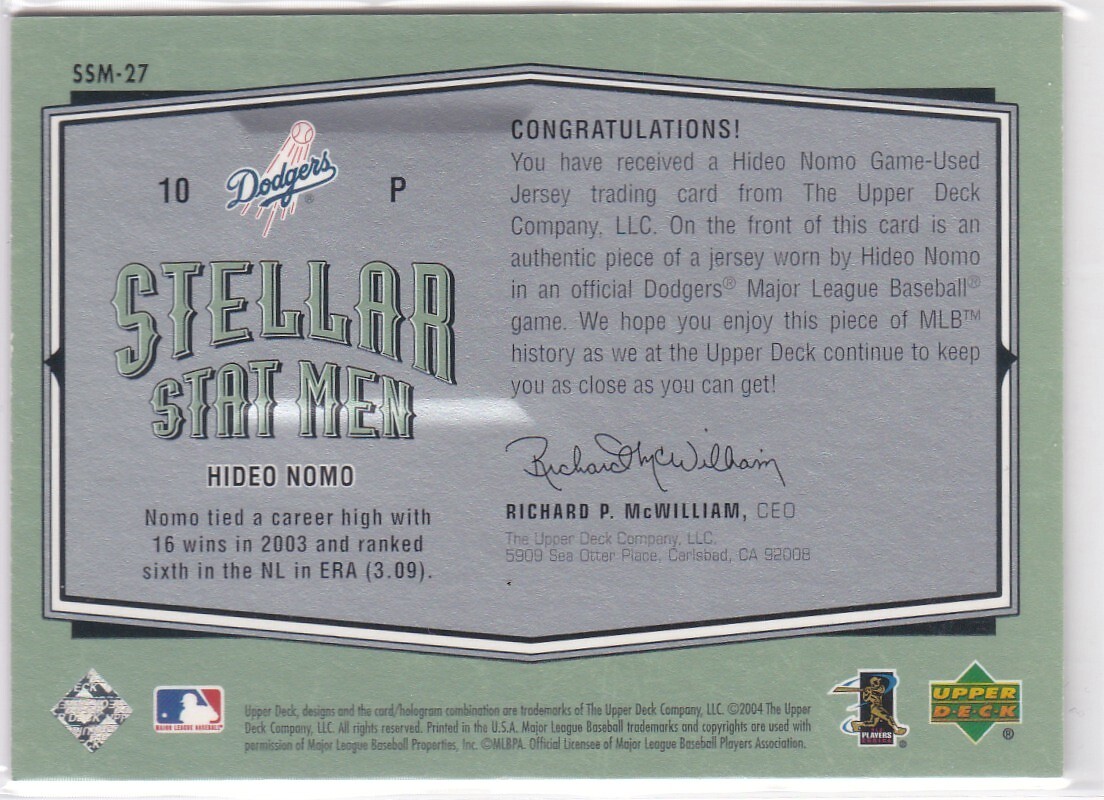 SSM-27
10 Dodgers® P
STELLAR
STAT MEN
HIDEO NOMO
Nomo tied a career high with
16 wins in 2003 and ranked
sixth in the NL in ERA (3.09).
CONGRATULATIONS!
You have received a Hideo Nomo Game-Used
Jersey trading card from The Upper Deck
Company, LLC. On the front of this card is an
authentic piece of a jersey worn by Hideo Nomo
in an official Dodgers® Major League Baseball®
game. We hope you enjoy this piece of MLB™
history as we at the Upper Deck continue to keep
you as close as you can get!
Richard P. McWilliam
RICHARD P. McWILLIAM, CEO
The Upper Deck Company, LLC.
5909 Sea Otter Place, Carlsbad, CA 92008
MAJOR LEAGUE BASEBALL
Upper Deck, designs and the card/hologram combination are trademarks of The Upper Deck Company, LLC. ©2004 The Upper
Deck Company, LLC. All rights reserved. Printed in the U.S.A. Major League Baseball trademarks and copyrights are used with
permission of Major League Baseball Properties, Inc. ©MLBPA. Official Licensee of Major League Baseball Players Association.
PLAYERS
CHOICE
®
UPPER
DECK
®